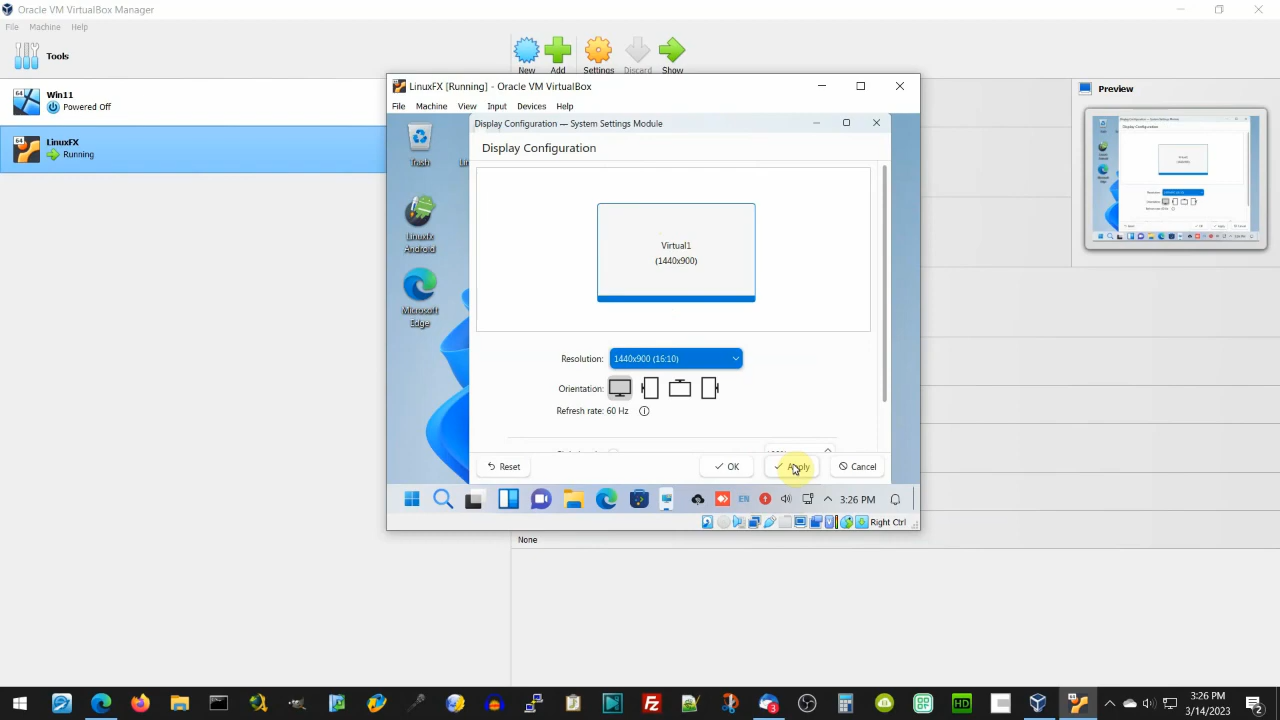 Oracle VM VirtualBox Manager
File Machine Help
Tools
New Add Settings Discard Show
64 Win11
Powered Off
64 LinuxFX
Running
Preview
LinuxFX [Running] - Oracle VM VirtualBox
File Machine View Input Devices Help
Display Configuration — System Settings Module
Display Configuration
Trash
Linuxfx
Android
Microsoft
Edge
Virtual1
(1440x900)
Resolution: 1440x900 (16:10)
Orientation:
Refresh rate: 60 Hz
Reset OK Apply Cancel
EN 3:26 PM
Right Ctrl
None
3:26 PM
3/14/2023